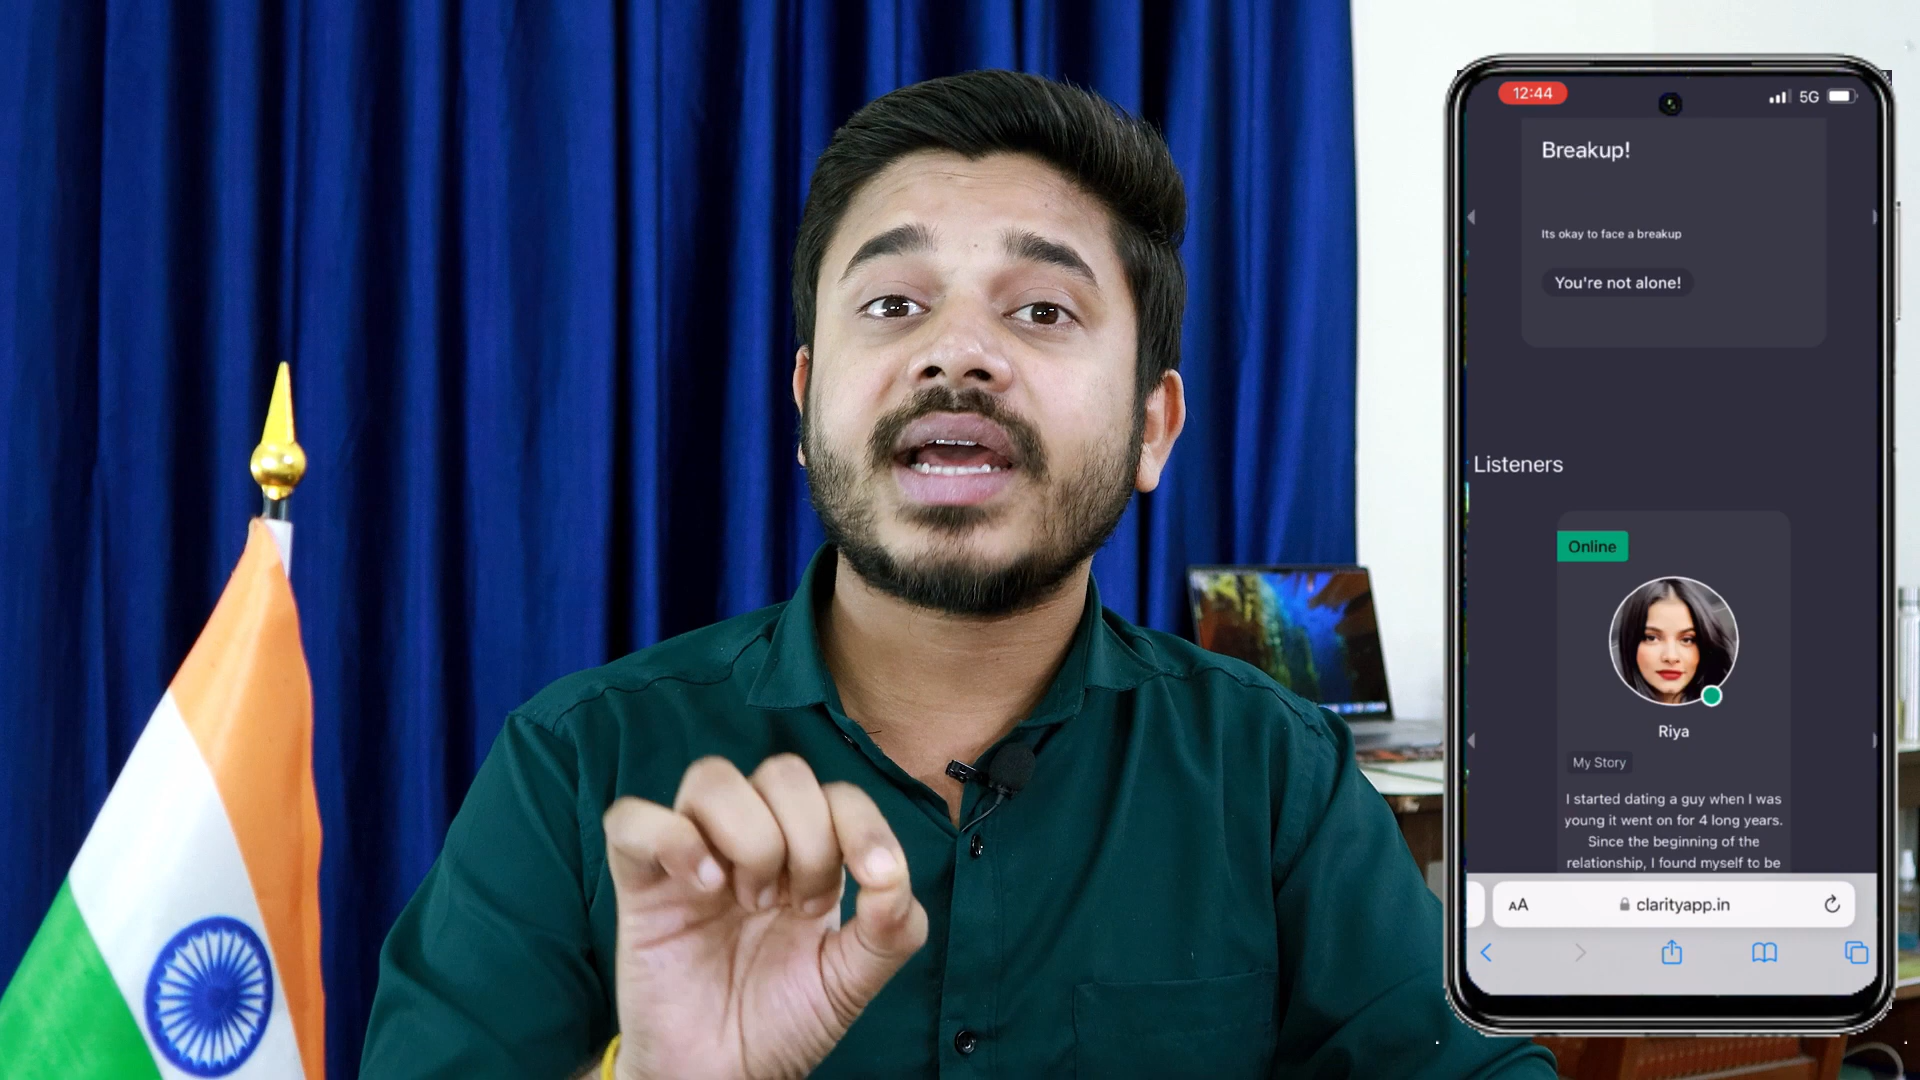 12:44
5G
Breakup!
Its okay to face a breakup
You're not alone!
Listeners
Online
Riya
My Story
I started dating a guy when I was
young it went on for 4 long years.
Since the beginning of the
relationship, I found myself to be
AA
clarityapp.in